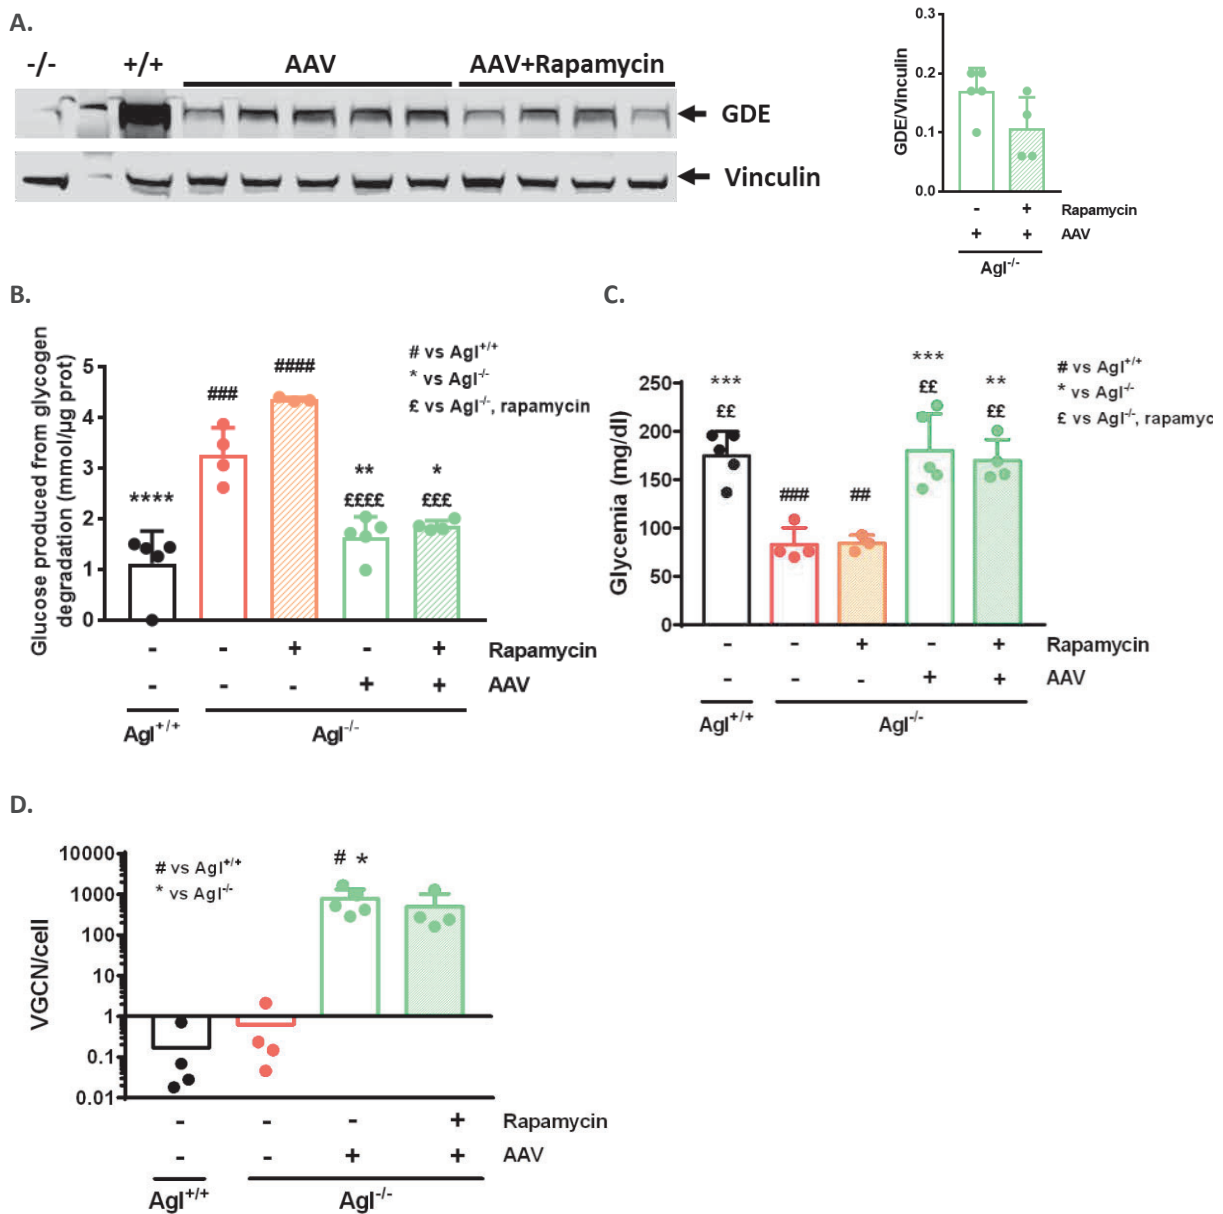 A.
-/- +/+ AAV AAV+Rapamycin
GDE
Vinculin
GDE/Vinculin
0.3
0.2
0.1
0.0
- + Rapamycin
+ + AAV
Agl-/-
B.
Glucose produced from glycogen
degradation (mmol/µg prot)
5
4
3
2
1
0
****
###
####
**
££££
*
£££
# vs Agl+/+
* vs Agl-/-
£ vs Agl-/-, rapamycin
- - + - + Rapamycin
- - - + + AAV
Agl+/+ Agl-/-
C.
Glycemia (mg/dl)
250
200
150
100
50
0
***
££
###
##
***
££
**
££
# vs Agl+/+
* vs Agl-/-
£ vs Agl-/-, rapamyc
- - + - + Rapamycin
- - - + + AAV
Agl+/+ Agl-/-
D.
VGCN/cell
10000
1000
100
10
1
0.1
0.01
# vs Agl+/+
* vs Agl-/-
# *
- - - + Rapamycin
- - + + AAV
Agl+/+ Agl-/-